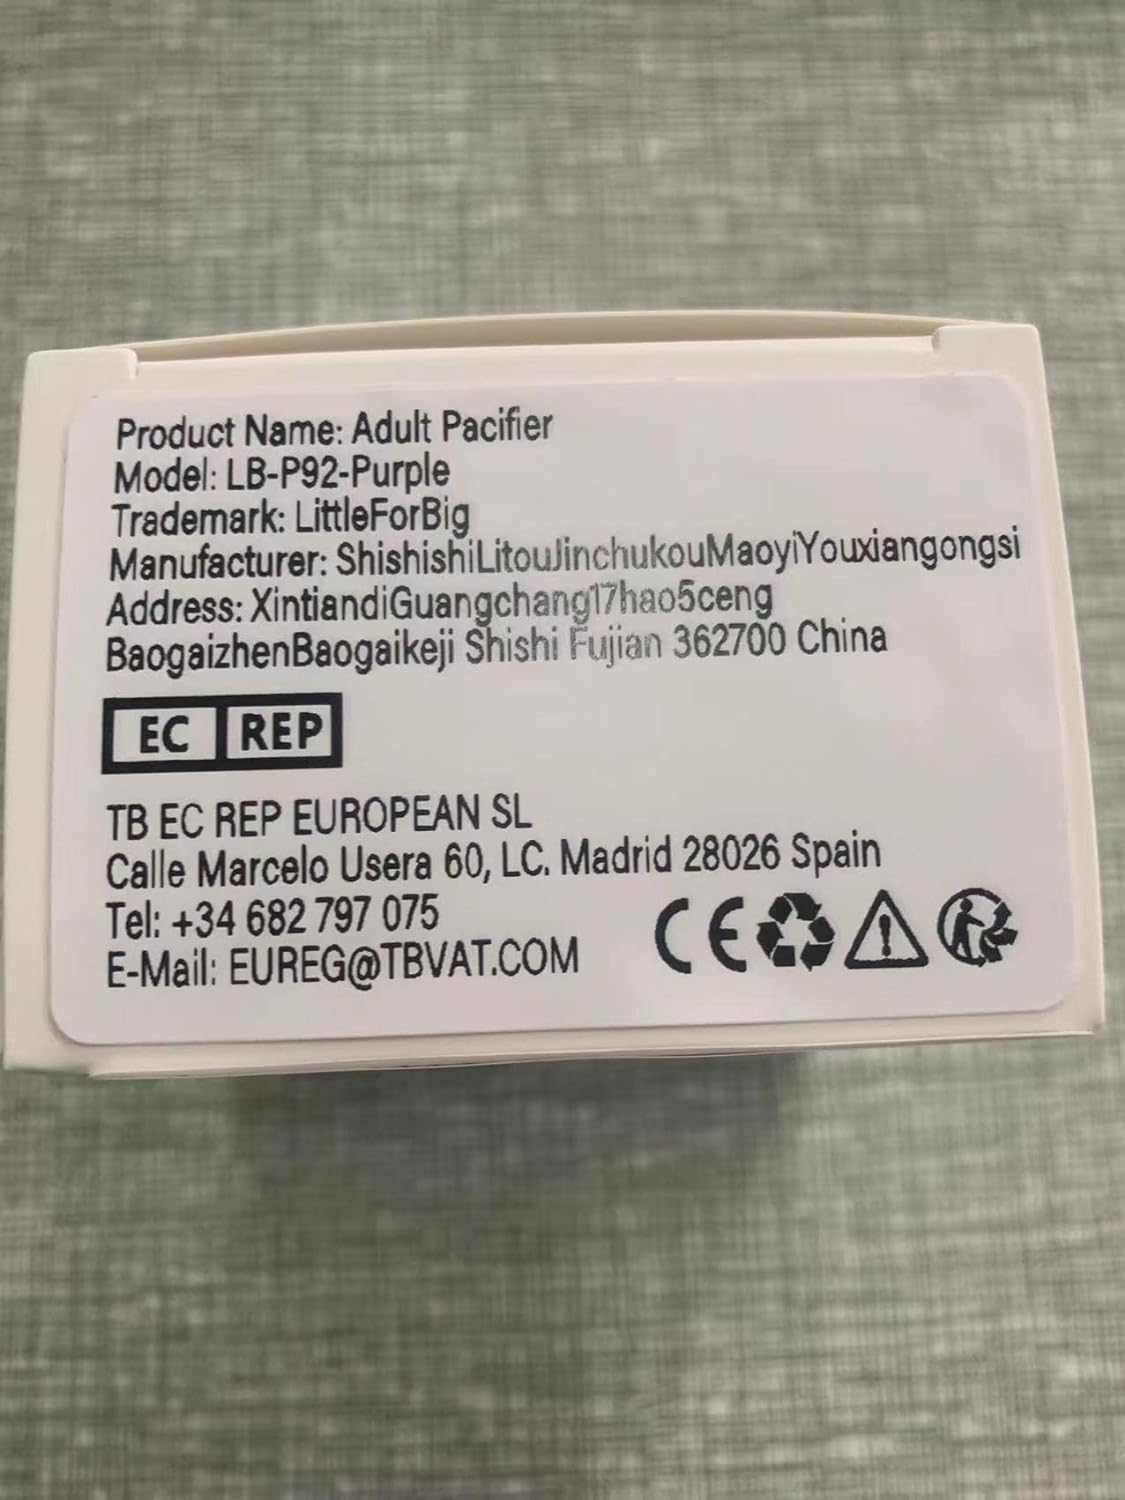 Product Name: Adult Pacifier
Model: LB-P92-Purple
Trademark: LittleForBig
Manufacturer: ShishishiLitouJinchukouMaoyiYouxiangongsi
Address: XintiandiGuangchang17hao5ceng
BaogaizhenBaogaikeji Shishi Fujian 362700 China
EC REP
TB EC REP EUROPEAN SL
Calle Marcelo Usera 60, LC. Madrid 28026 Spain
Tel: +34 682 797 075
E-Mail: EUREG@TBVAT.COM
CE